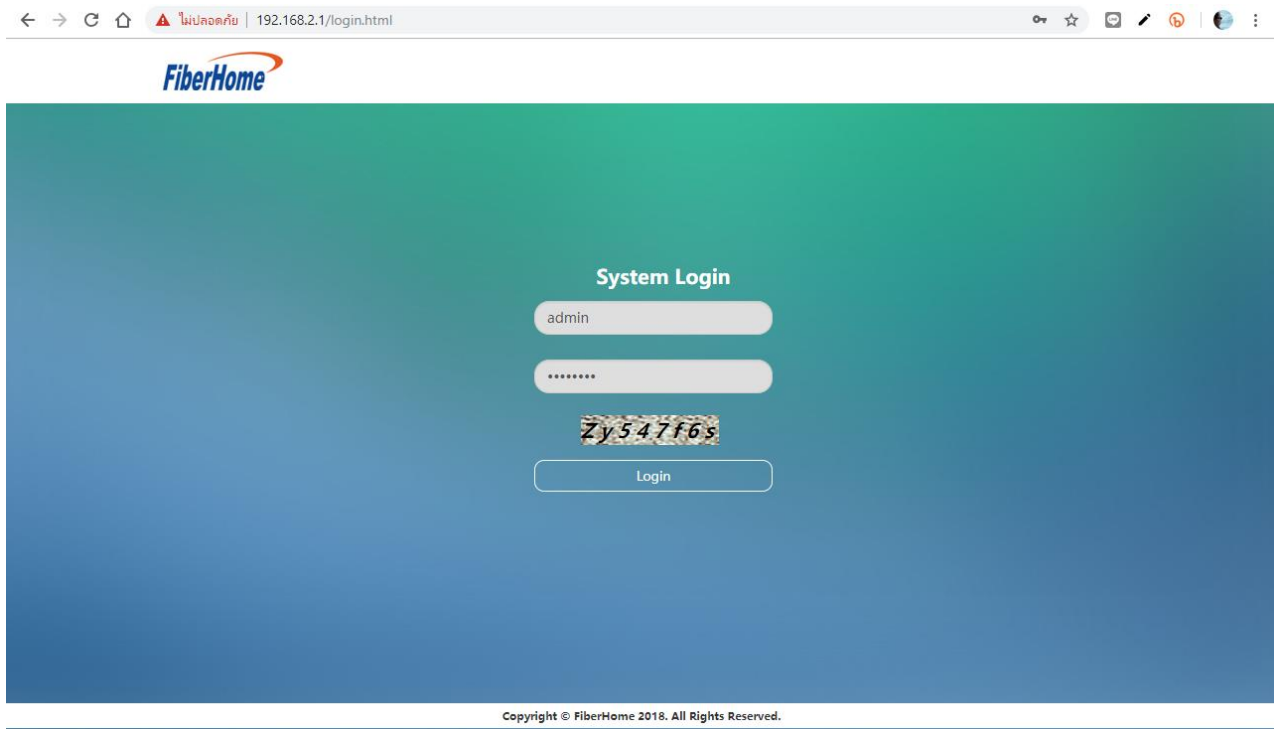 ไม่ปลอดภัย | 192.168.2.1/login.html
FiberHome
System Login
admin
••••••••
Zy547f6s
Login
Copyright © FiberHome 2018. All Rights Reserved.